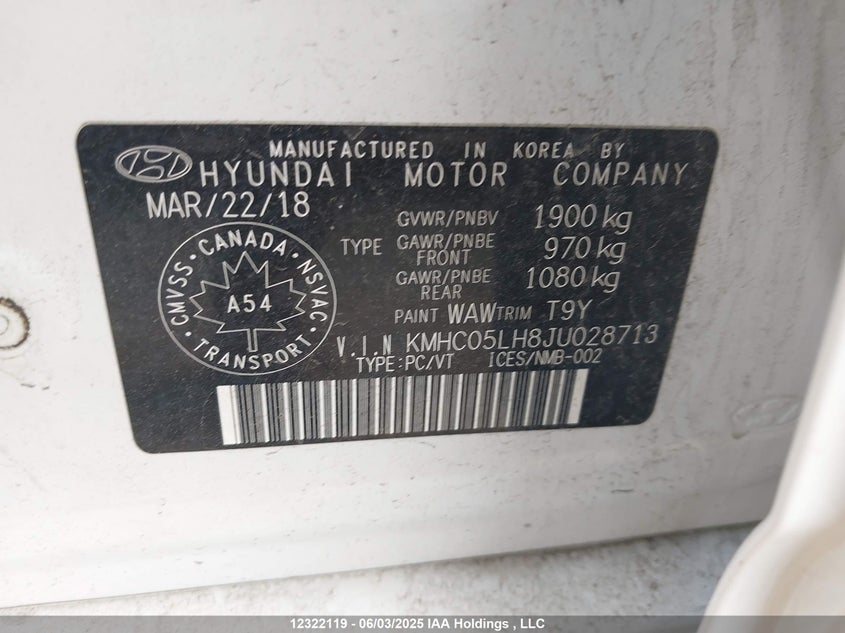 MANUFACTURED IN KOREA BY
HYUNDAI MOTOR COMPANY
MAR/22/18
GVWR/PNBV 1900 kg
TYPE GAWR/PNBE FRONT 970 kg
GAWR/PNBE REAR 1080 kg
PAINT WAW TRIM T9Y
CANADA
CMVSS · NSVAC
A54
TRANSPORT
V.I.N KMHC05LH8JU028713
TYPE:PC/VT ICES/NMB-002
12322119 - 06/03/2025 IAA Holdings , LLC